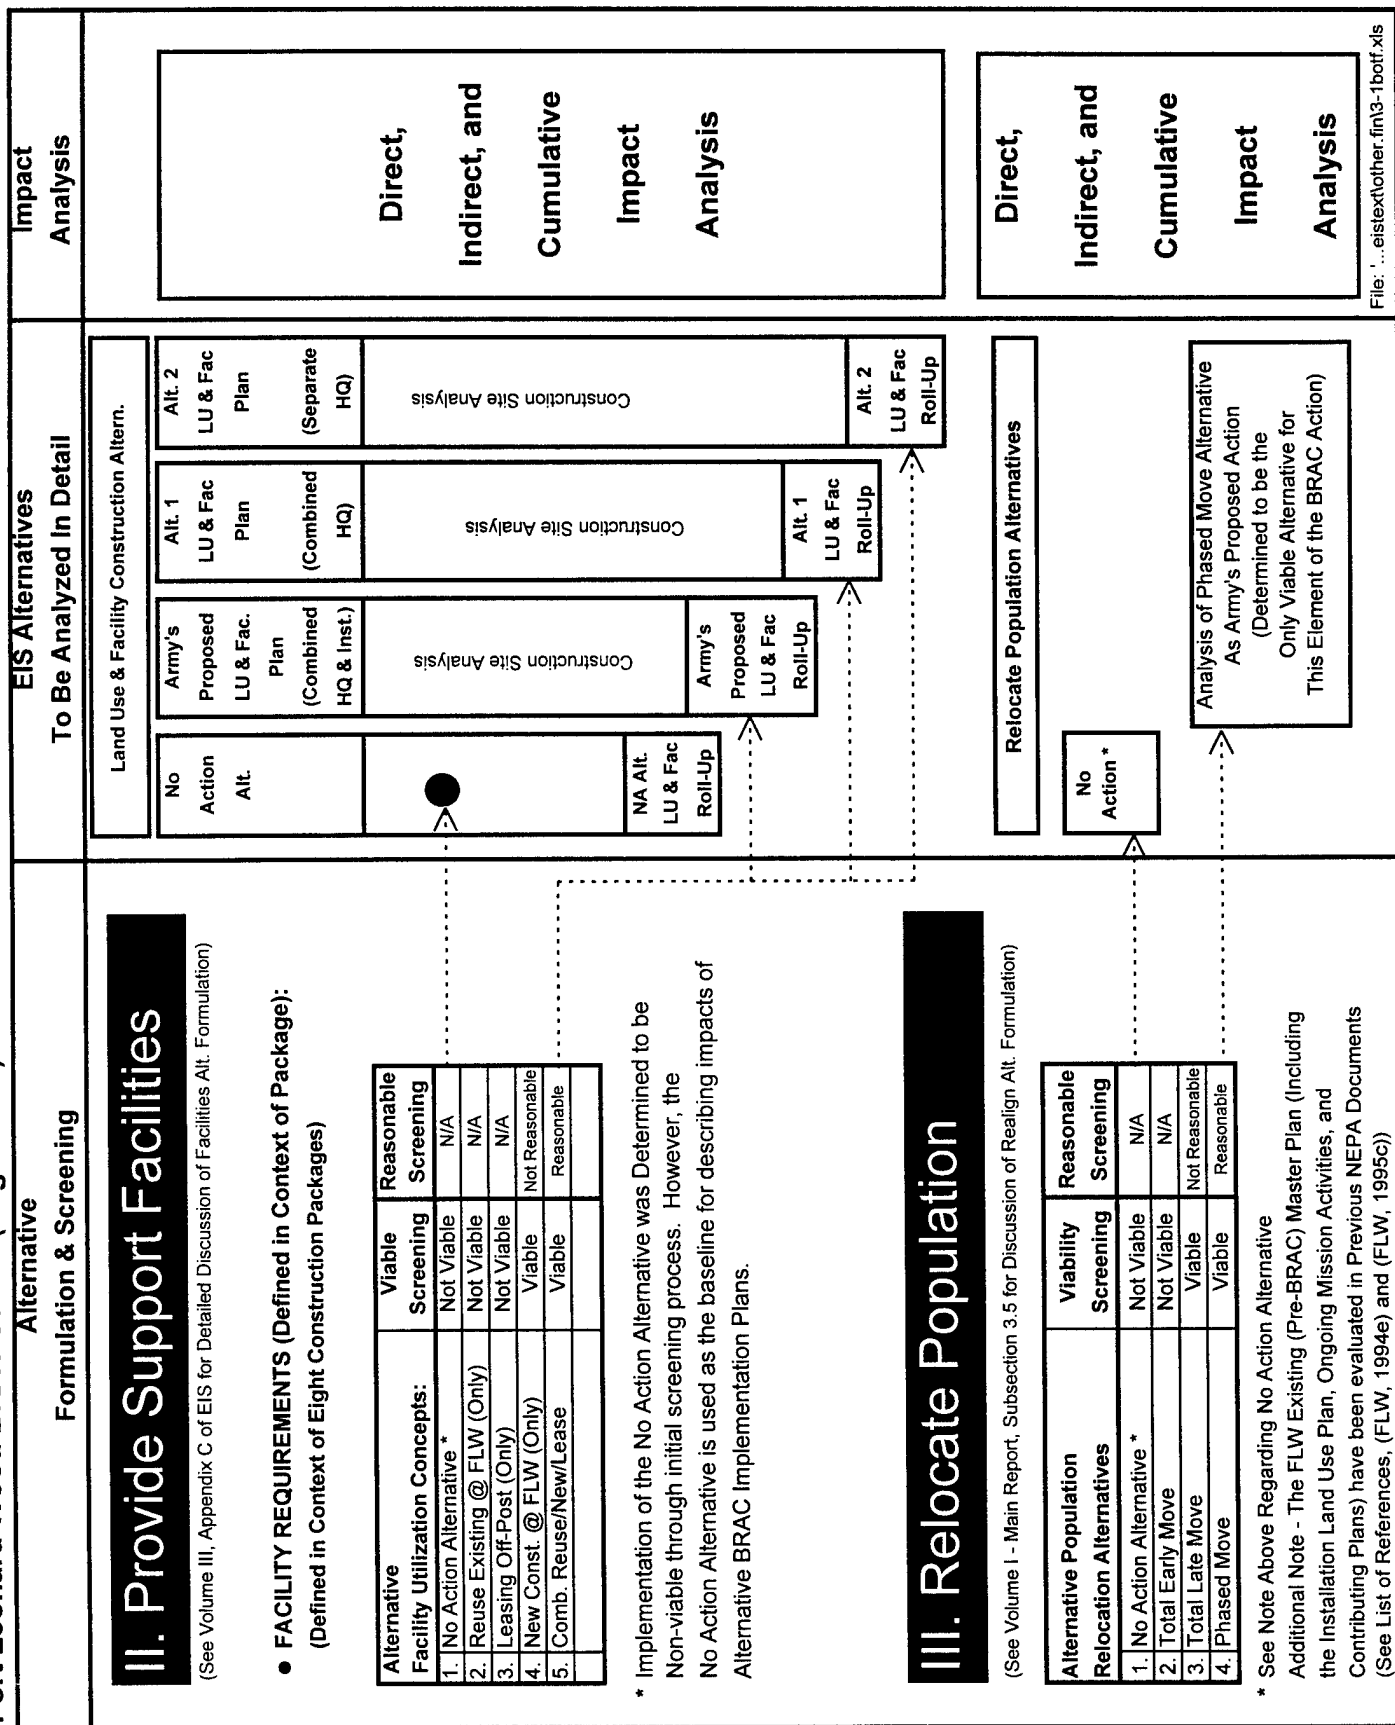 Alternative
Formulation & Screening
EIS Alternatives
To Be Analyzed In Detail
Impact
Analysis
II. Provide Support Facilities
(See Volume III, Appendix C of EIS for Detailed Discussion of Facilities Alt. Formulation)
● FACILITY REQUIREMENTS (Defined in Context of Package):
(Defined in Context of Eight Construction Packages)
Alternative Viable Reasonable
Facility Utilization Concepts: Screening Screening
1. No Action Alternative * Not Viable N/A
2. Reuse Existing @ FLW (Only) Not Viable N/A
3. Leasing Off-Post (Only) Not Viable N/A
4. New Const. @ FLW (Only) Viable Not Reasonable
5. Comb. Reuse/New/Lease Viable Reasonable
* Implementation of the No Action Alternative was Determined to be
Non-viable through initial screening process. However, the
No Action Alternative is used as the baseline for describing impacts of
Alternative BRAC Implementation Plans.
Land Use & Facility Construction Altern.
No
Action
Alt.
NA Alt.
LU & Fac
Roll-Up
Army's
Proposed
LU & Fac.
Plan
(Combined
HQ & Inst.)
Construction Site Analysis
Army's
Proposed
LU & Fac
Roll-Up
Alt. 1
LU & Fac
Plan
(Combined
HQ)
Construction Site Analysis
Alt. 1
LU & Fac
Roll-Up
Alt. 2
LU & Fac
Plan
(Separate
HQ)
Construction Site Analysis
Alt. 2
LU & Fac
Roll-Up
Direct,
Indirect, and
Cumulative
Impact
Analysis
III. Relocate Population
(See Volume I - Main Report, Subsection 3.5 for Discussion of Realign Alt. Formulation)
Alternative Population Viability Reasonable
Relocation Alternatives Screening Screening
1. No Action Alternative * Not Viable N/A
2. Total Early Move Not Viable N/A
3. Total Late Move Viable Not Reasonable
4. Phased Move Viable Reasonable
* See Note Above Regarding No Action Alternative
Additional Note - The FLW Existing (Pre-BRAC) Master Plan (Including
the Installation Land Use Plan, Ongoing Mission Activities, and
Contributing Plans) have been evaluated in Previous NEPA Documents
(See List of References, (FLW, 1994e) and (FLW, 1995c))
Relocate Population Alternatives
No
Action *
Analysis of Phased Move Alternative
As Army's Proposed Action
(Determined to be the
Only Viable Alternative for
This Element of the BRAC Action)
Direct,
Indirect, and
Cumulative
Impact
Analysis
File: '...eistext\other.fin\3-1botf.xls